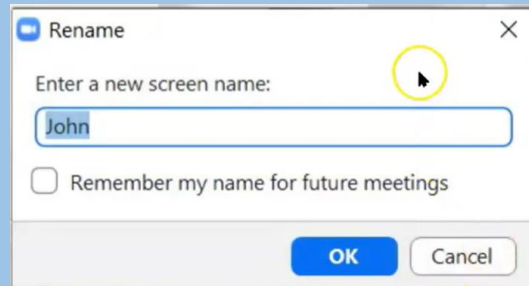 Rename
Enter a new screen name:
John
Remember my name for future meetings
OK Cancel